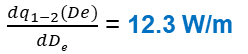 dq₁₋₂(De)/dDₑ = 12.3 W/m